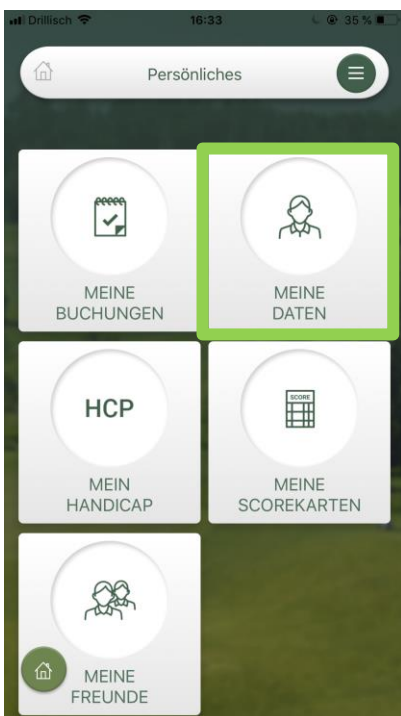 Drillisch 16:33 35 %
Persönliches
MEINE
BUCHUNGEN
MEINE
DATEN
HCP
MEIN
HANDICAP
SCORE
MEINE
SCOREKARTEN
MEINE
FREUNDE